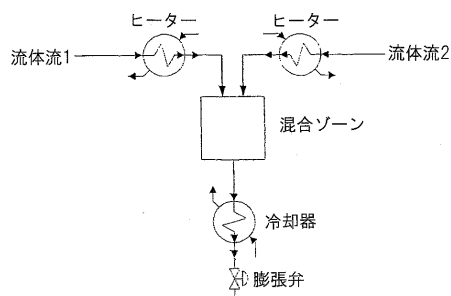 ヒーター
ヒーター
流体流1
流体流2
混合ゾーン
冷却器
膨張弁